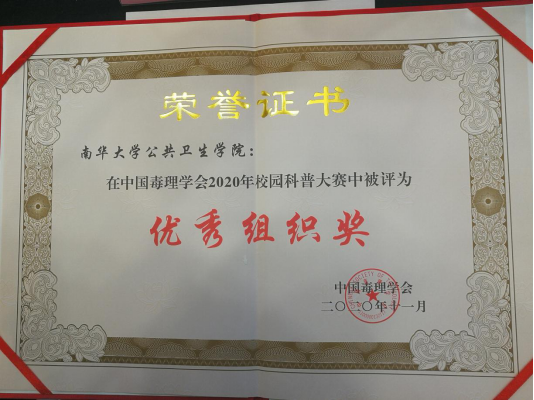 荣誉证书
南华大学公共卫生学院：
在中国毒理学会2020年校园科普大赛中被评为
优秀组织奖
中国毒理学会
二〇二〇年十一月